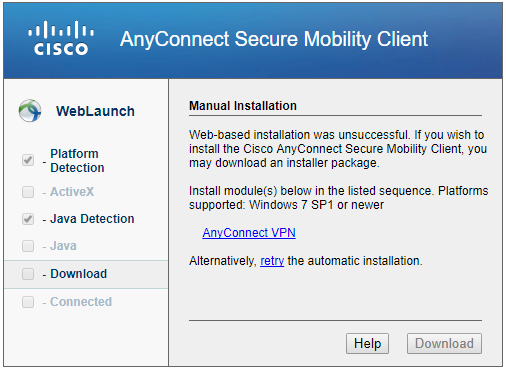 CISCO
AnyConnect Secure Mobility Client
WebLaunch
- Platform
Detection
- ActiveX
- Java Detection
- Java
- Download
- Connected
Manual Installation
Web-based installation was unsuccessful. If you wish to
install the Cisco AnyConnect Secure Mobility Client, you
may download an installer package.
Install module(s) below in the listed sequence. Platforms
supported: Windows 7 SP1 or newer
AnyConnect VPN
Alternatively, retry the automatic installation.
Help
Download